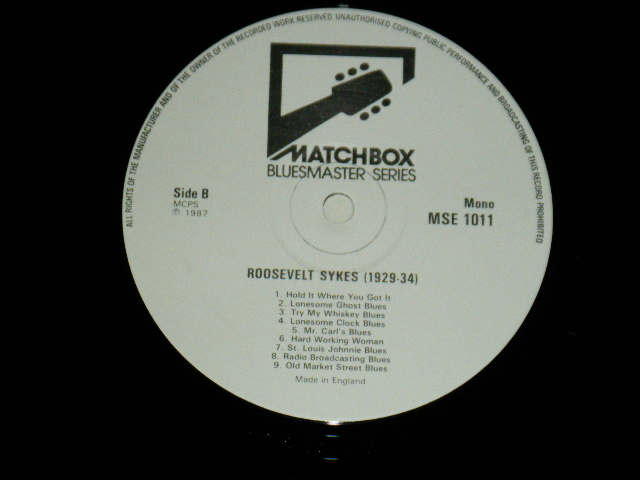 ALL RIGHTS OF THE MANUFACTURER AND OF THE OWNER OF THE RECORDED WORK RESERVED UNAUTHORISED COPYING PUBLIC PERFORMANCE AND BROADCASTING OF THIS RECORD PROHIBITED
MATCHBOX
BLUESMASTER SERIES
Side B
MCPS
℗ 1987
Mono
MSE 1011
ROOSEVELT SYKES (1929-34)
1. Hold It Where You Got It
2. Lonesome Ghost Blues
3. Try My Whiskey Blues
4. Lonesome Clock Blues
5. Mr. Carl's Blues
6. Hard Working Woman
7. St. Louis Johnnie Blues
8. Radio Broadcasting Blues
9. Old Market Street Blues
Made in England